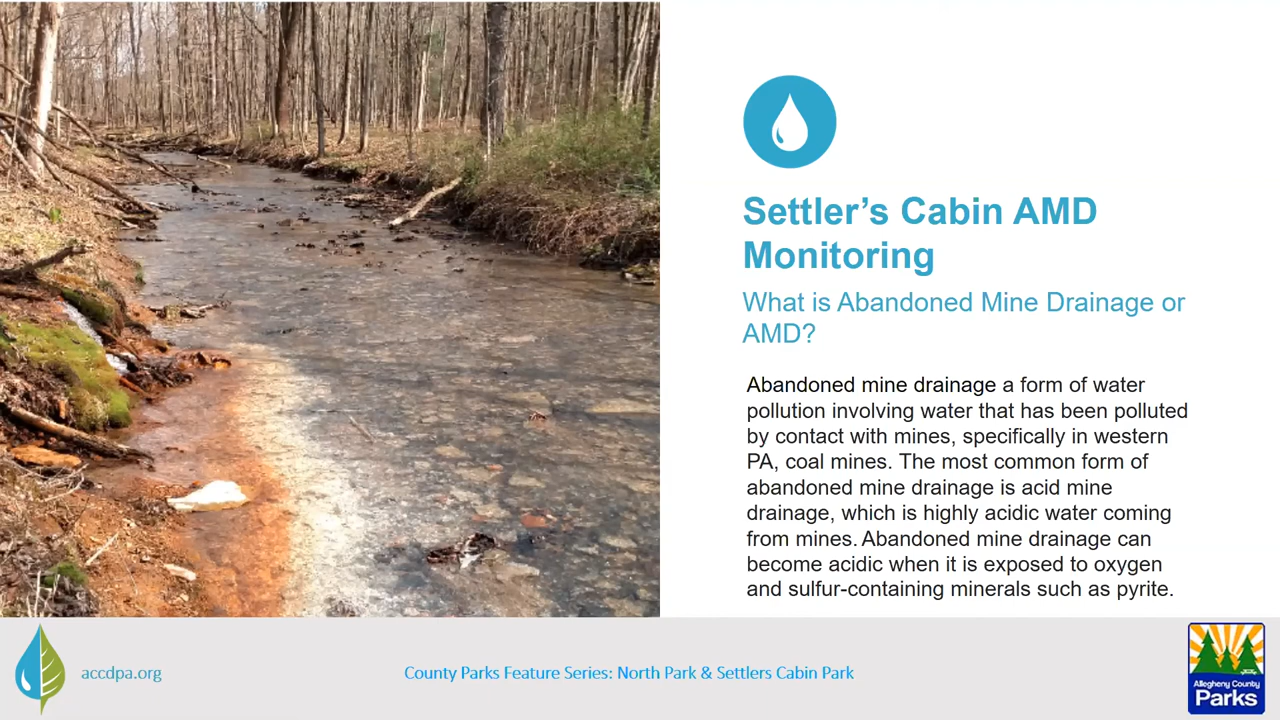 Settler’s Cabin AMD
Monitoring
What is Abandoned Mine Drainage or
AMD?
Abandoned mine drainage a form of water
pollution involving water that has been polluted
by contact with mines, specifically in western
PA, coal mines. The most common form of
abandoned mine drainage is acid mine
drainage, which is highly acidic water coming
from mines. Abandoned mine drainage can
become acidic when it is exposed to oxygen
and sulfur-containing minerals such as pyrite.
accdpa.org
County Parks Feature Series: North Park & Settlers Cabin Park
Allegheny County
Parks